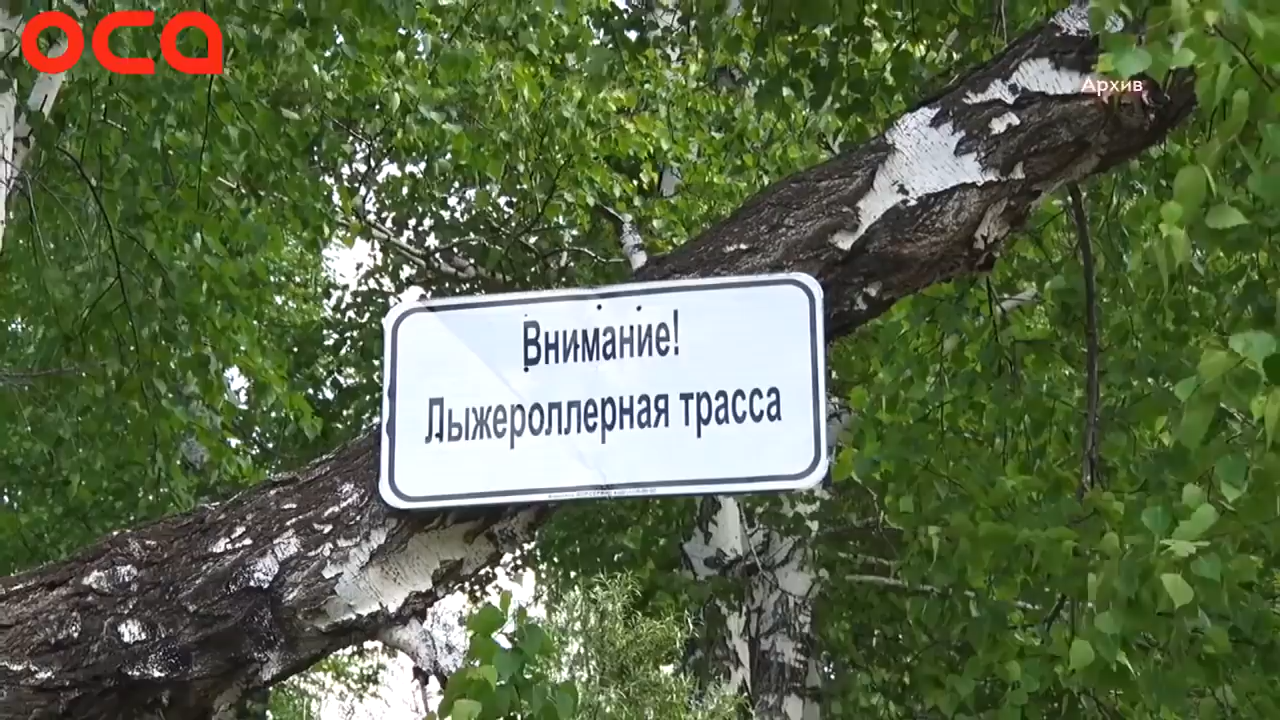 оса
Архив
Внимание!
Лыжероллерная трасса